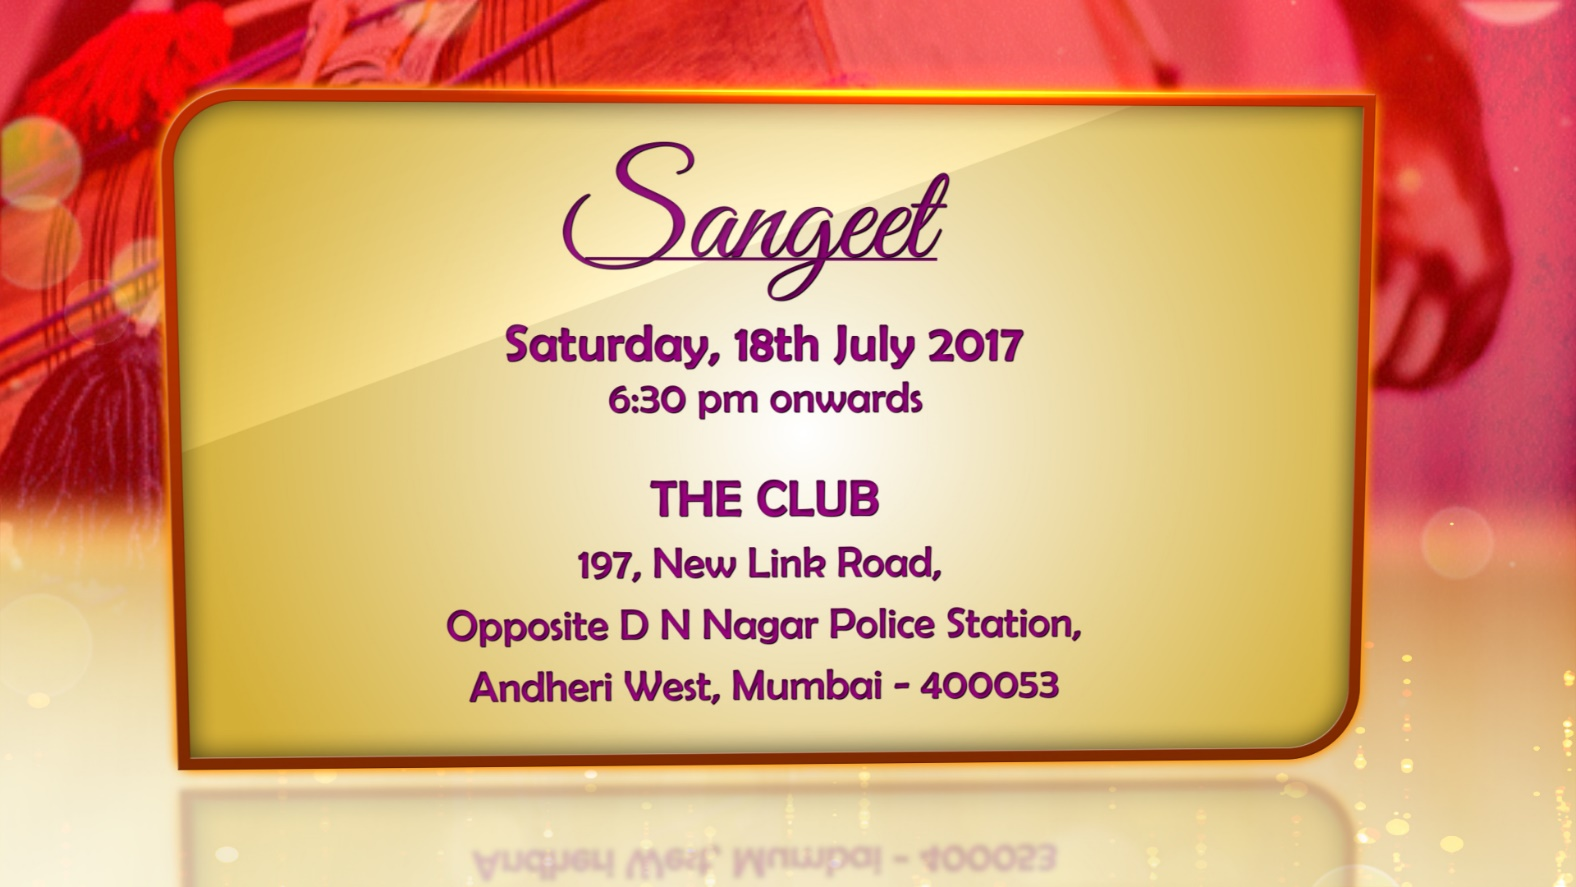 Sangeet
Saturday, 18th July 2017
6:30 pm onwards
THE CLUB
197, New Link Road,
Opposite D N Nagar Police Station,
Andheri West, Mumbai - 400053